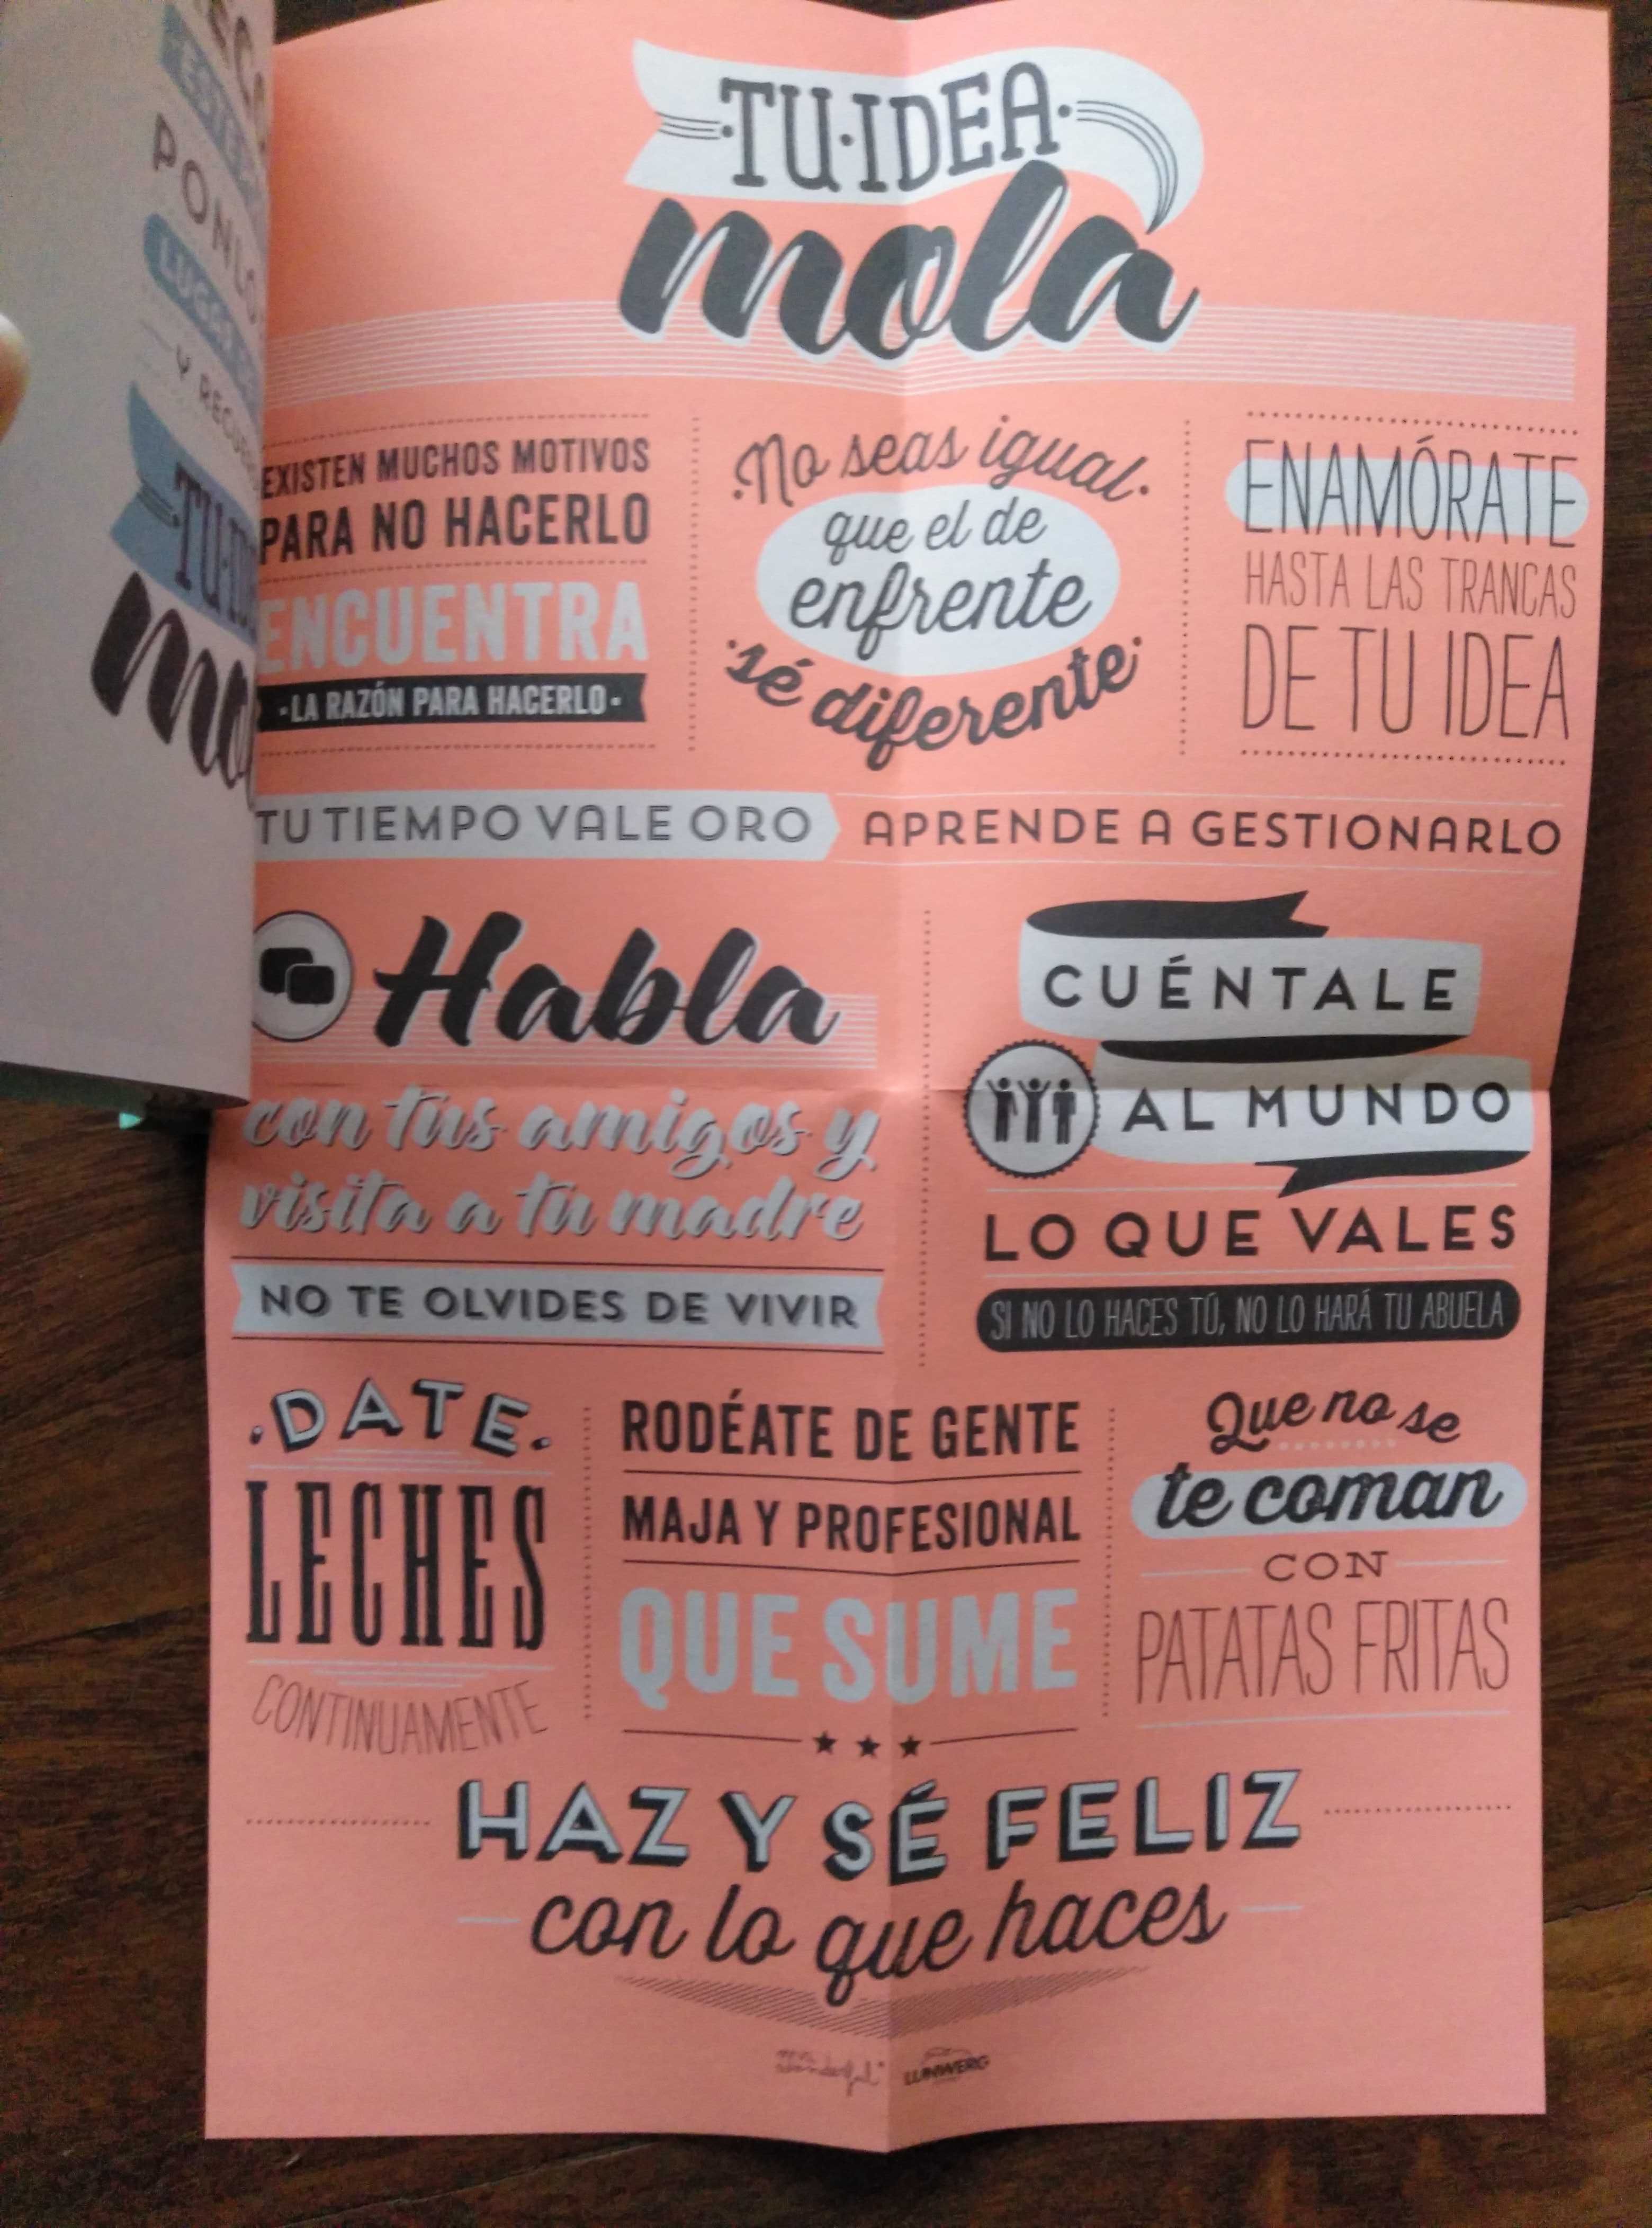 PONLO
Y
TU·IDEA
mola
EXISTEN MUCHOS MOTIVOS
PARA NO HACERLO
ENCUENTRA
·LA RAZÓN PARA HACERLO·
·No seas igual·
que el de
enfrente
·sé diferente·
ENAMÓRATE
HASTA LAS TRANCAS
DE TU IDEA
TU TIEMPO VALE ORO
APRENDE A GESTIONARLO
Habla
con tus amigos y
visita a tu madre
NO TE OLVIDES DE VIVIR
CUÉNTALE
AL MUNDO
LO QUE VALES
SI NO LO HACES TÚ, NO LO HARÁ TU ABUELA
·DATE·
LECHES
CONTINUAMENTE
RODÉATE DE GENTE
MAJA Y PROFESIONAL
QUE SUME
Que no se
te coman
CON
PATATAS FRITAS
HAZ Y SÉ FELIZ
con lo que haces
mr. wonderful*
LUNWERG